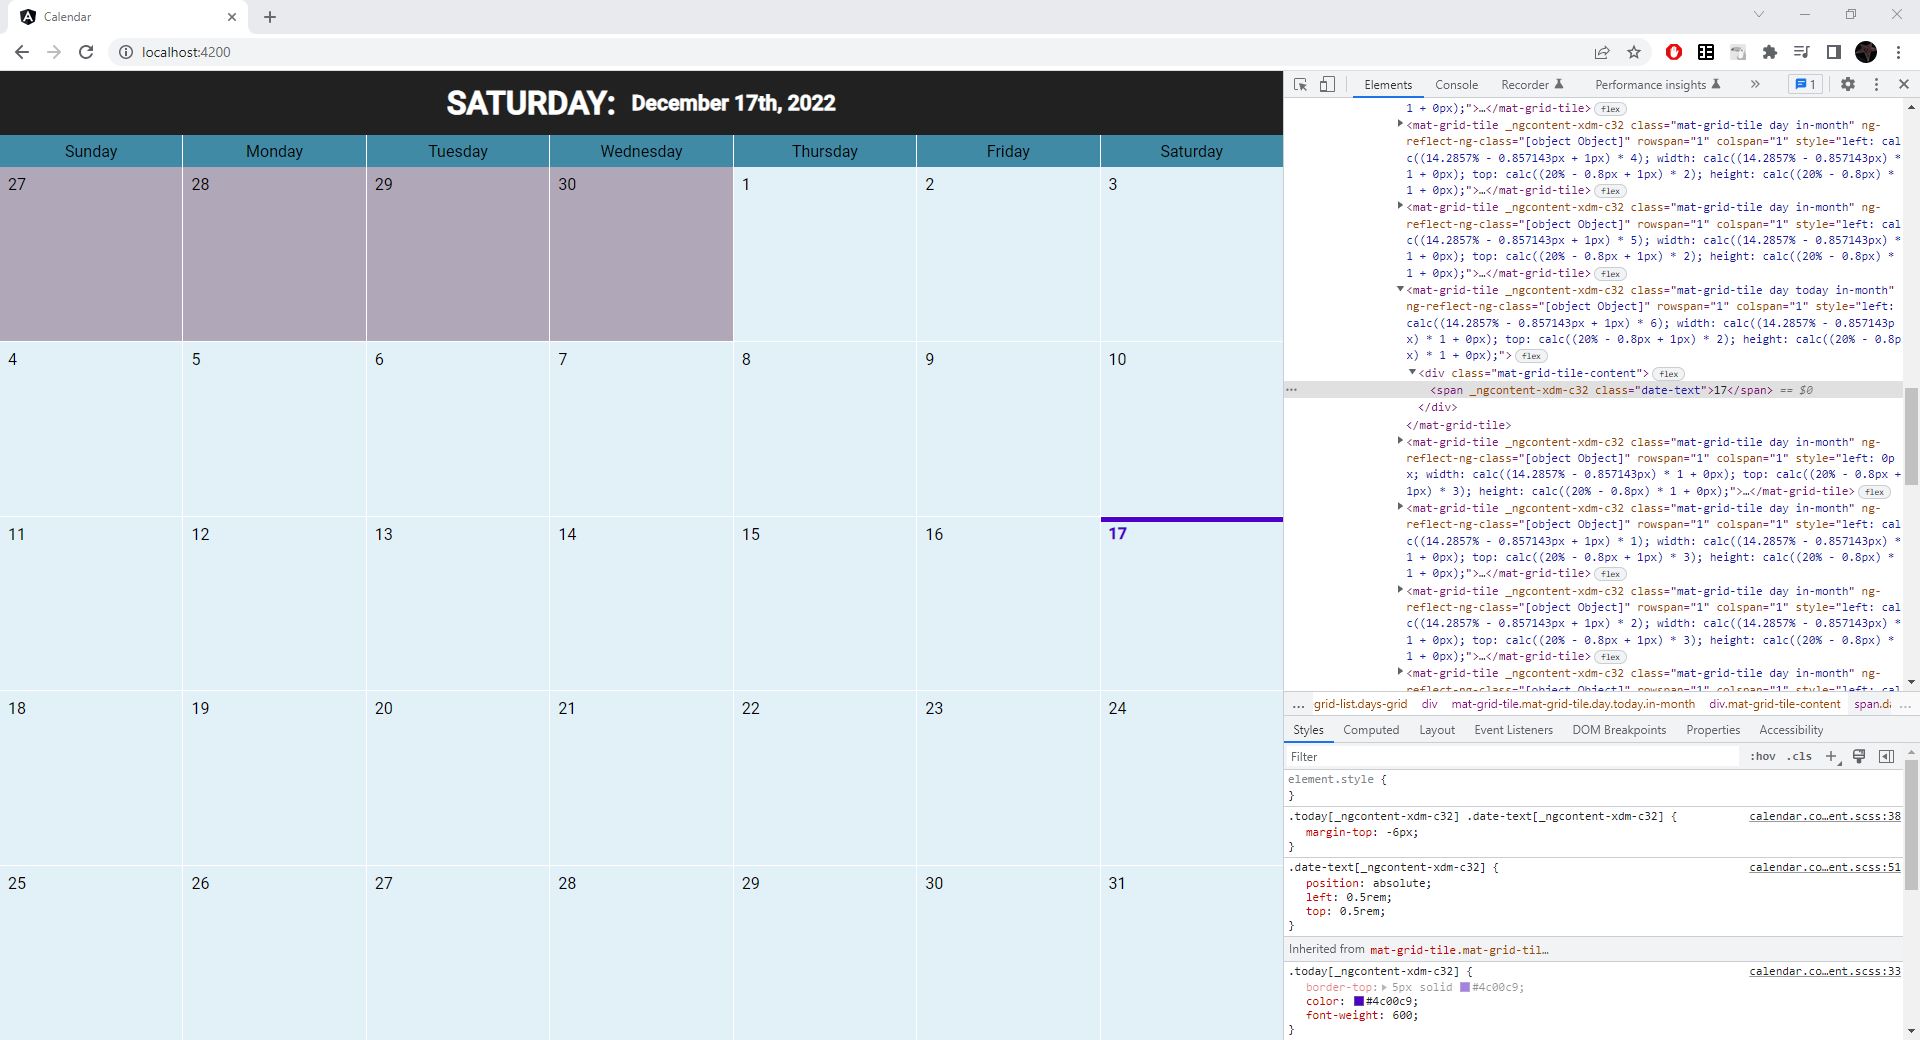 Calendar
localhost:4200
SATURDAY: December 17th, 2022
Sunday Monday Tuesday Wednesday Thursday Friday Saturday
27 28 29 30 1 2 3
4 5 6 7 8 9 10
11 12 13 14 15 16 17
18 19 20 21 22 23 24
25 26 27 28 29 30 31
Elements Console Recorder Performance insights » 1
1 + 0px);">…</mat-grid-tile> flex
<mat-grid-tile _ngcontent-xdm-c32 class="mat-grid-tile day in-month" ng-
reflect-ng-class="[object Object]" rowspan="1" colspan="1" style="left: cal
c((14.2857% - 0.857143px + 1px) * 4); width: calc((14.2857% - 0.857143px) *
1 + 0px); top: calc((20% - 0.8px + 1px) * 2); height: calc((20% - 0.8px) *
1 + 0px);">…</mat-grid-tile> flex
<mat-grid-tile _ngcontent-xdm-c32 class="mat-grid-tile day in-month" ng-
reflect-ng-class="[object Object]" rowspan="1" colspan="1" style="left: cal
c((14.2857% - 0.857143px + 1px) * 5); width: calc((14.2857% - 0.857143px) *
1 + 0px); top: calc((20% - 0.8px + 1px) * 2); height: calc((20% - 0.8px) *
1 + 0px);">…</mat-grid-tile> flex
<mat-grid-tile _ngcontent-xdm-c32 class="mat-grid-tile day today in-month"
ng-reflect-ng-class="[object Object]" rowspan="1" colspan="1" style="left:
calc((14.2857% - 0.857143px + 1px) * 6); width: calc((14.2857% - 0.857143p
x) * 1 + 0px); top: calc((20% - 0.8px + 1px) * 2); height: calc((20% - 0.8p
x) * 1 + 0px);"> flex
<div class="mat-grid-tile-content"> flex
… <span _ngcontent-xdm-c32 class="date-text">17</span> == $0
</div>
</mat-grid-tile>
<mat-grid-tile _ngcontent-xdm-c32 class="mat-grid-tile day in-month" ng-
reflect-ng-class="[object Object]" rowspan="1" colspan="1" style="left: 0p
x; width: calc((14.2857% - 0.857143px) * 1 + 0px); top: calc((20% - 0.8px +
1px) * 3); height: calc((20% - 0.8px) * 1 + 0px);">…</mat-grid-tile> flex
<mat-grid-tile _ngcontent-xdm-c32 class="mat-grid-tile day in-month" ng-
reflect-ng-class="[object Object]" rowspan="1" colspan="1" style="left: cal
c((14.2857% - 0.857143px + 1px) * 1); width: calc((14.2857% - 0.857143px) *
1 + 0px); top: calc((20% - 0.8px + 1px) * 3); height: calc((20% - 0.8px) *
1 + 0px);">…</mat-grid-tile> flex
<mat-grid-tile _ngcontent-xdm-c32 class="mat-grid-tile day in-month" ng-
reflect-ng-class="[object Object]" rowspan="1" colspan="1" style="left: cal
c((14.2857% - 0.857143px + 1px) * 2); width: calc((14.2857% - 0.857143px) *
1 + 0px); top: calc((20% - 0.8px + 1px) * 3); height: calc((20% - 0.8px) *
1 + 0px);">…</mat-grid-tile> flex
<mat-grid-tile _ngcontent-xdm-c32 class="mat-grid-tile day in-month" ng-
reflect-ng-class="[object Object]" rowspan="1" colspan="1" style="left: cal
… grid-list.days-grid div mat-grid-tile.mat-grid-tile.day.today.in-month div.mat-grid-tile-content span.da …
Styles Computed Layout Event Listeners DOM Breakpoints Properties Accessibility
Filter :hov .cls +
element.style {
}
.today[_ngcontent-xdm-c32] .date-text[_ngcontent-xdm-c32] { calendar.co…ent.scss:38
margin-top: -6px;
}
.date-text[_ngcontent-xdm-c32] { calendar.co…ent.scss:51
position: absolute;
left: 0.5rem;
top: 0.5rem;
}
Inherited from mat-grid-tile.mat-grid-til…
.today[_ngcontent-xdm-c32] { calendar.co…ent.scss:33
border-top: 5px solid #4c00c9;
color: #4c00c9;
font-weight: 600;
}